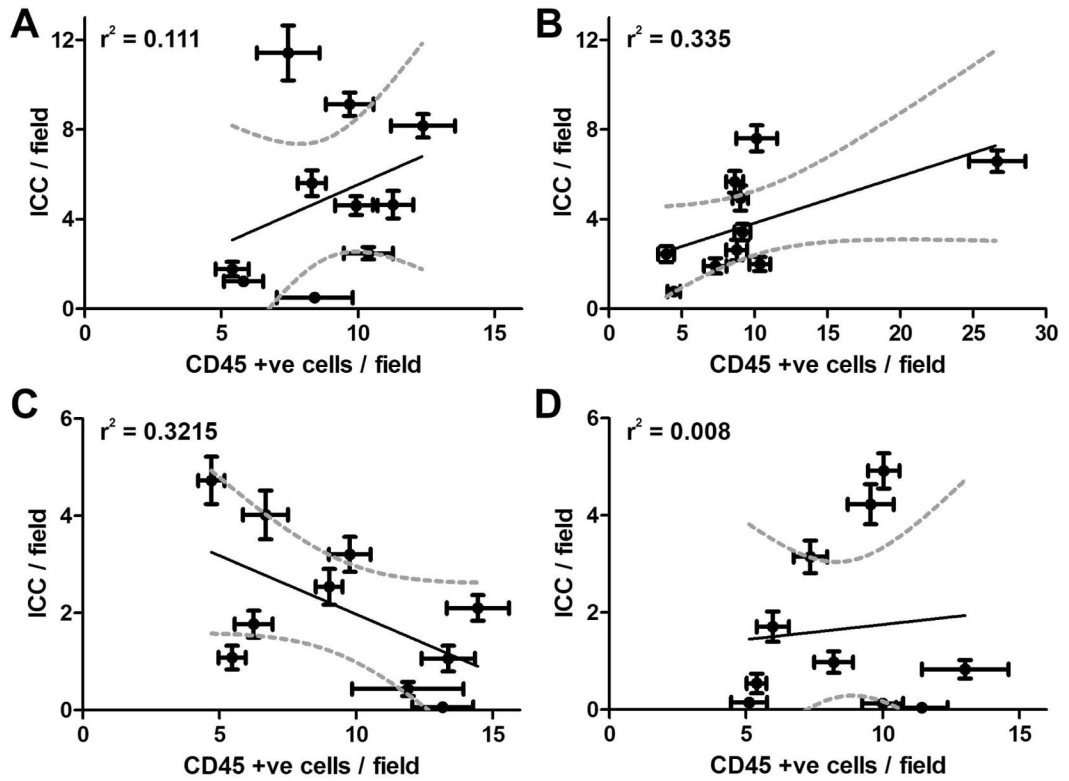 A
r² = 0.111
12
8
4
0
ICC / field
0 5 10 15
CD45 +ve cells / field
B
r² = 0.335
12
8
4
0
ICC / field
0 5 10 15 20 25 30
CD45 +ve cells / field
C
r² = 0.3215
6
4
2
0
ICC / field
0 5 10 15
CD45 +ve cells / field
D
r² = 0.008
6
4
2
0
ICC / field
0 5 10 15
CD45 +ve cells / field